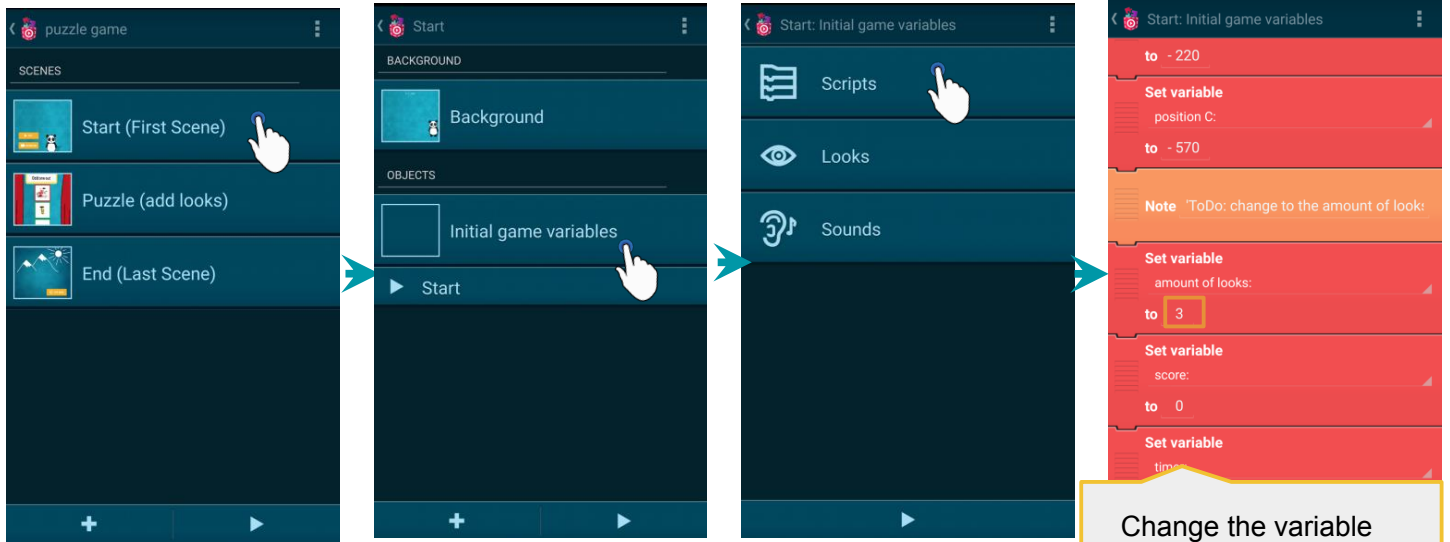 puzzle game
SCENES
Start (First Scene)
Puzzle (add looks)
End (Last Scene)
Start
BACKGROUND
Background
OBJECTS
Initial game variables
Start
Start: Initial game variables
Scripts
Looks
Sounds
Start: Initial game variables
to - 220
Set variable
position C:
to - 570
Note 'ToDo: change to the amount of looks
Set variable
amount of looks:
to 3
Set variable
score:
to 0
Set variable
Change the variable